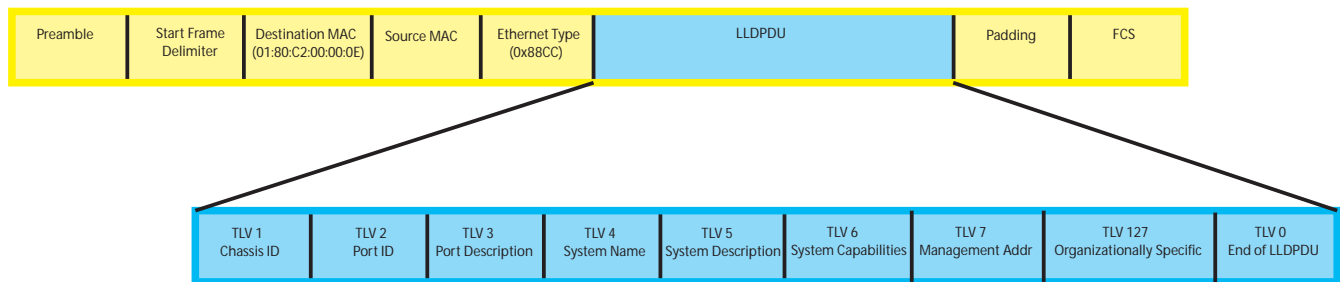 Preamble
Start Frame
Delimiter
Destination MAC
(01:80:C2:00:00:0E)
Source MAC
Ethernet Type
(0x88CC)
LLDPDU
Padding
FCS
TLV 1
Chassis ID
TLV 2
Port ID
TLV 3
Port Description
TLV 4
System Name
TLV 5
System Description
TLV 6
System Capabilities
TLV 7
Management Addr
TLV 127
Organizationally Specific
TLV 0
End of LLDPDU